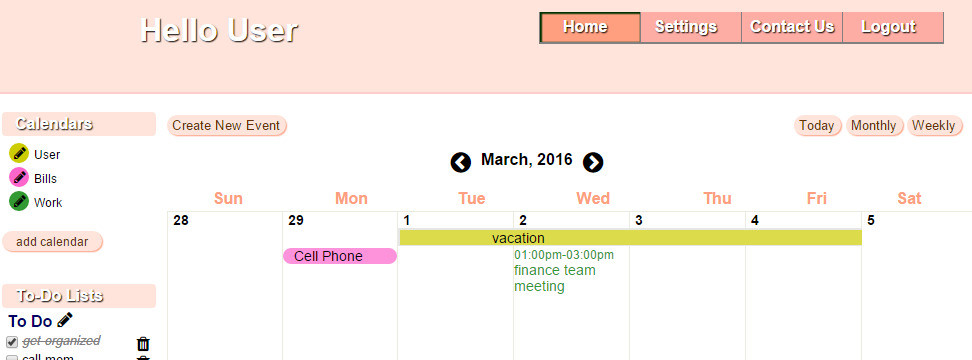 Hello User
Home Settings Contact Us Logout
Calendars
User
Bills
Work
add calendar
To-Do Lists
To Do
get organized
call mom
Create New Event
Today Monthly Weekly
March, 2016
Sun Mon Tue Wed Thu Fri Sat
28 29 1 2 3 4 5
vacation
Cell Phone
01:00pm-03:00pm
finance team
meeting